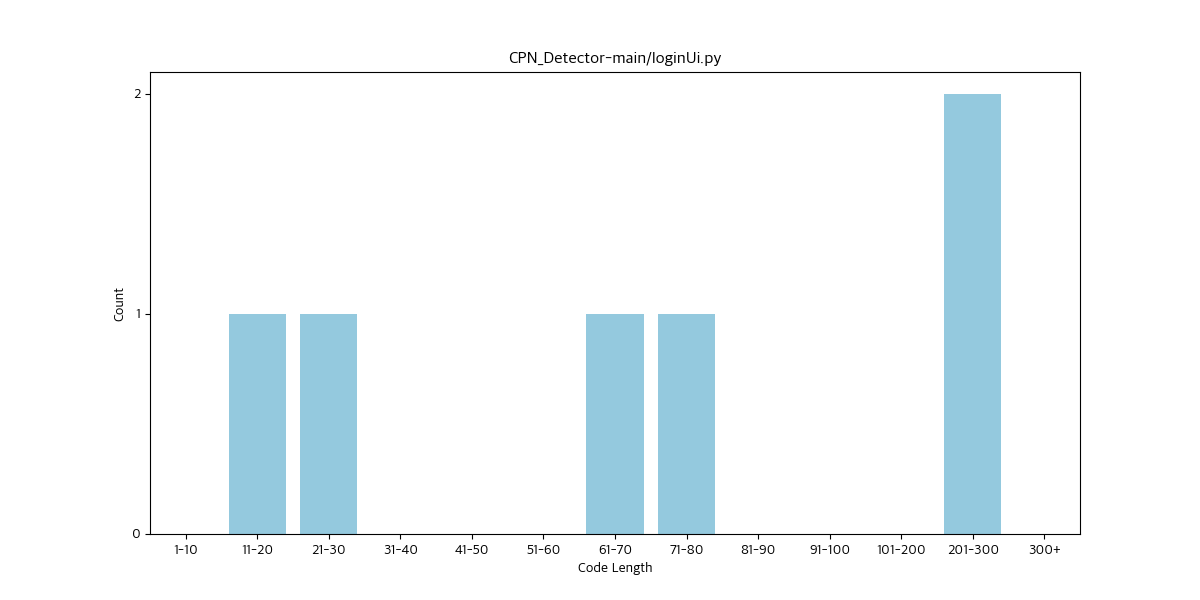 CPN_Detector-main/loginUi.py
2
1
0
Count
1-10 11-20 21-30 31-40 41-50 51-60 61-70 71-80 81-90 91-100 101-200 201-300 300+
Code Length